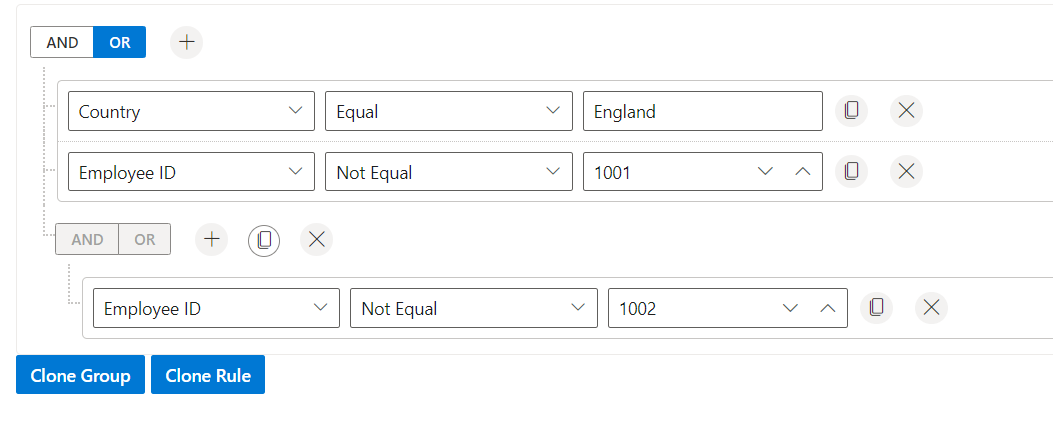 AND OR
Country Equal England
Employee ID Not Equal 1001
AND OR
Employee ID Not Equal 1002
Clone Group Clone Rule